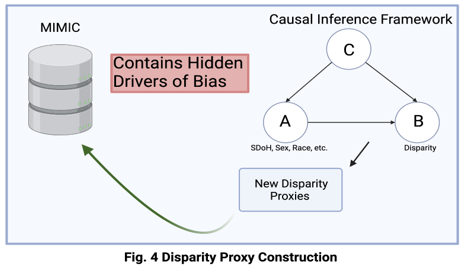 MIMIC
Contains Hidden
Drivers of Bias
Causal Inference Framework
C
A
B
SDoH, Sex, Race, etc.
Disparity
New Disparity
Proxies
Fig. 4 Disparity Proxy Construction